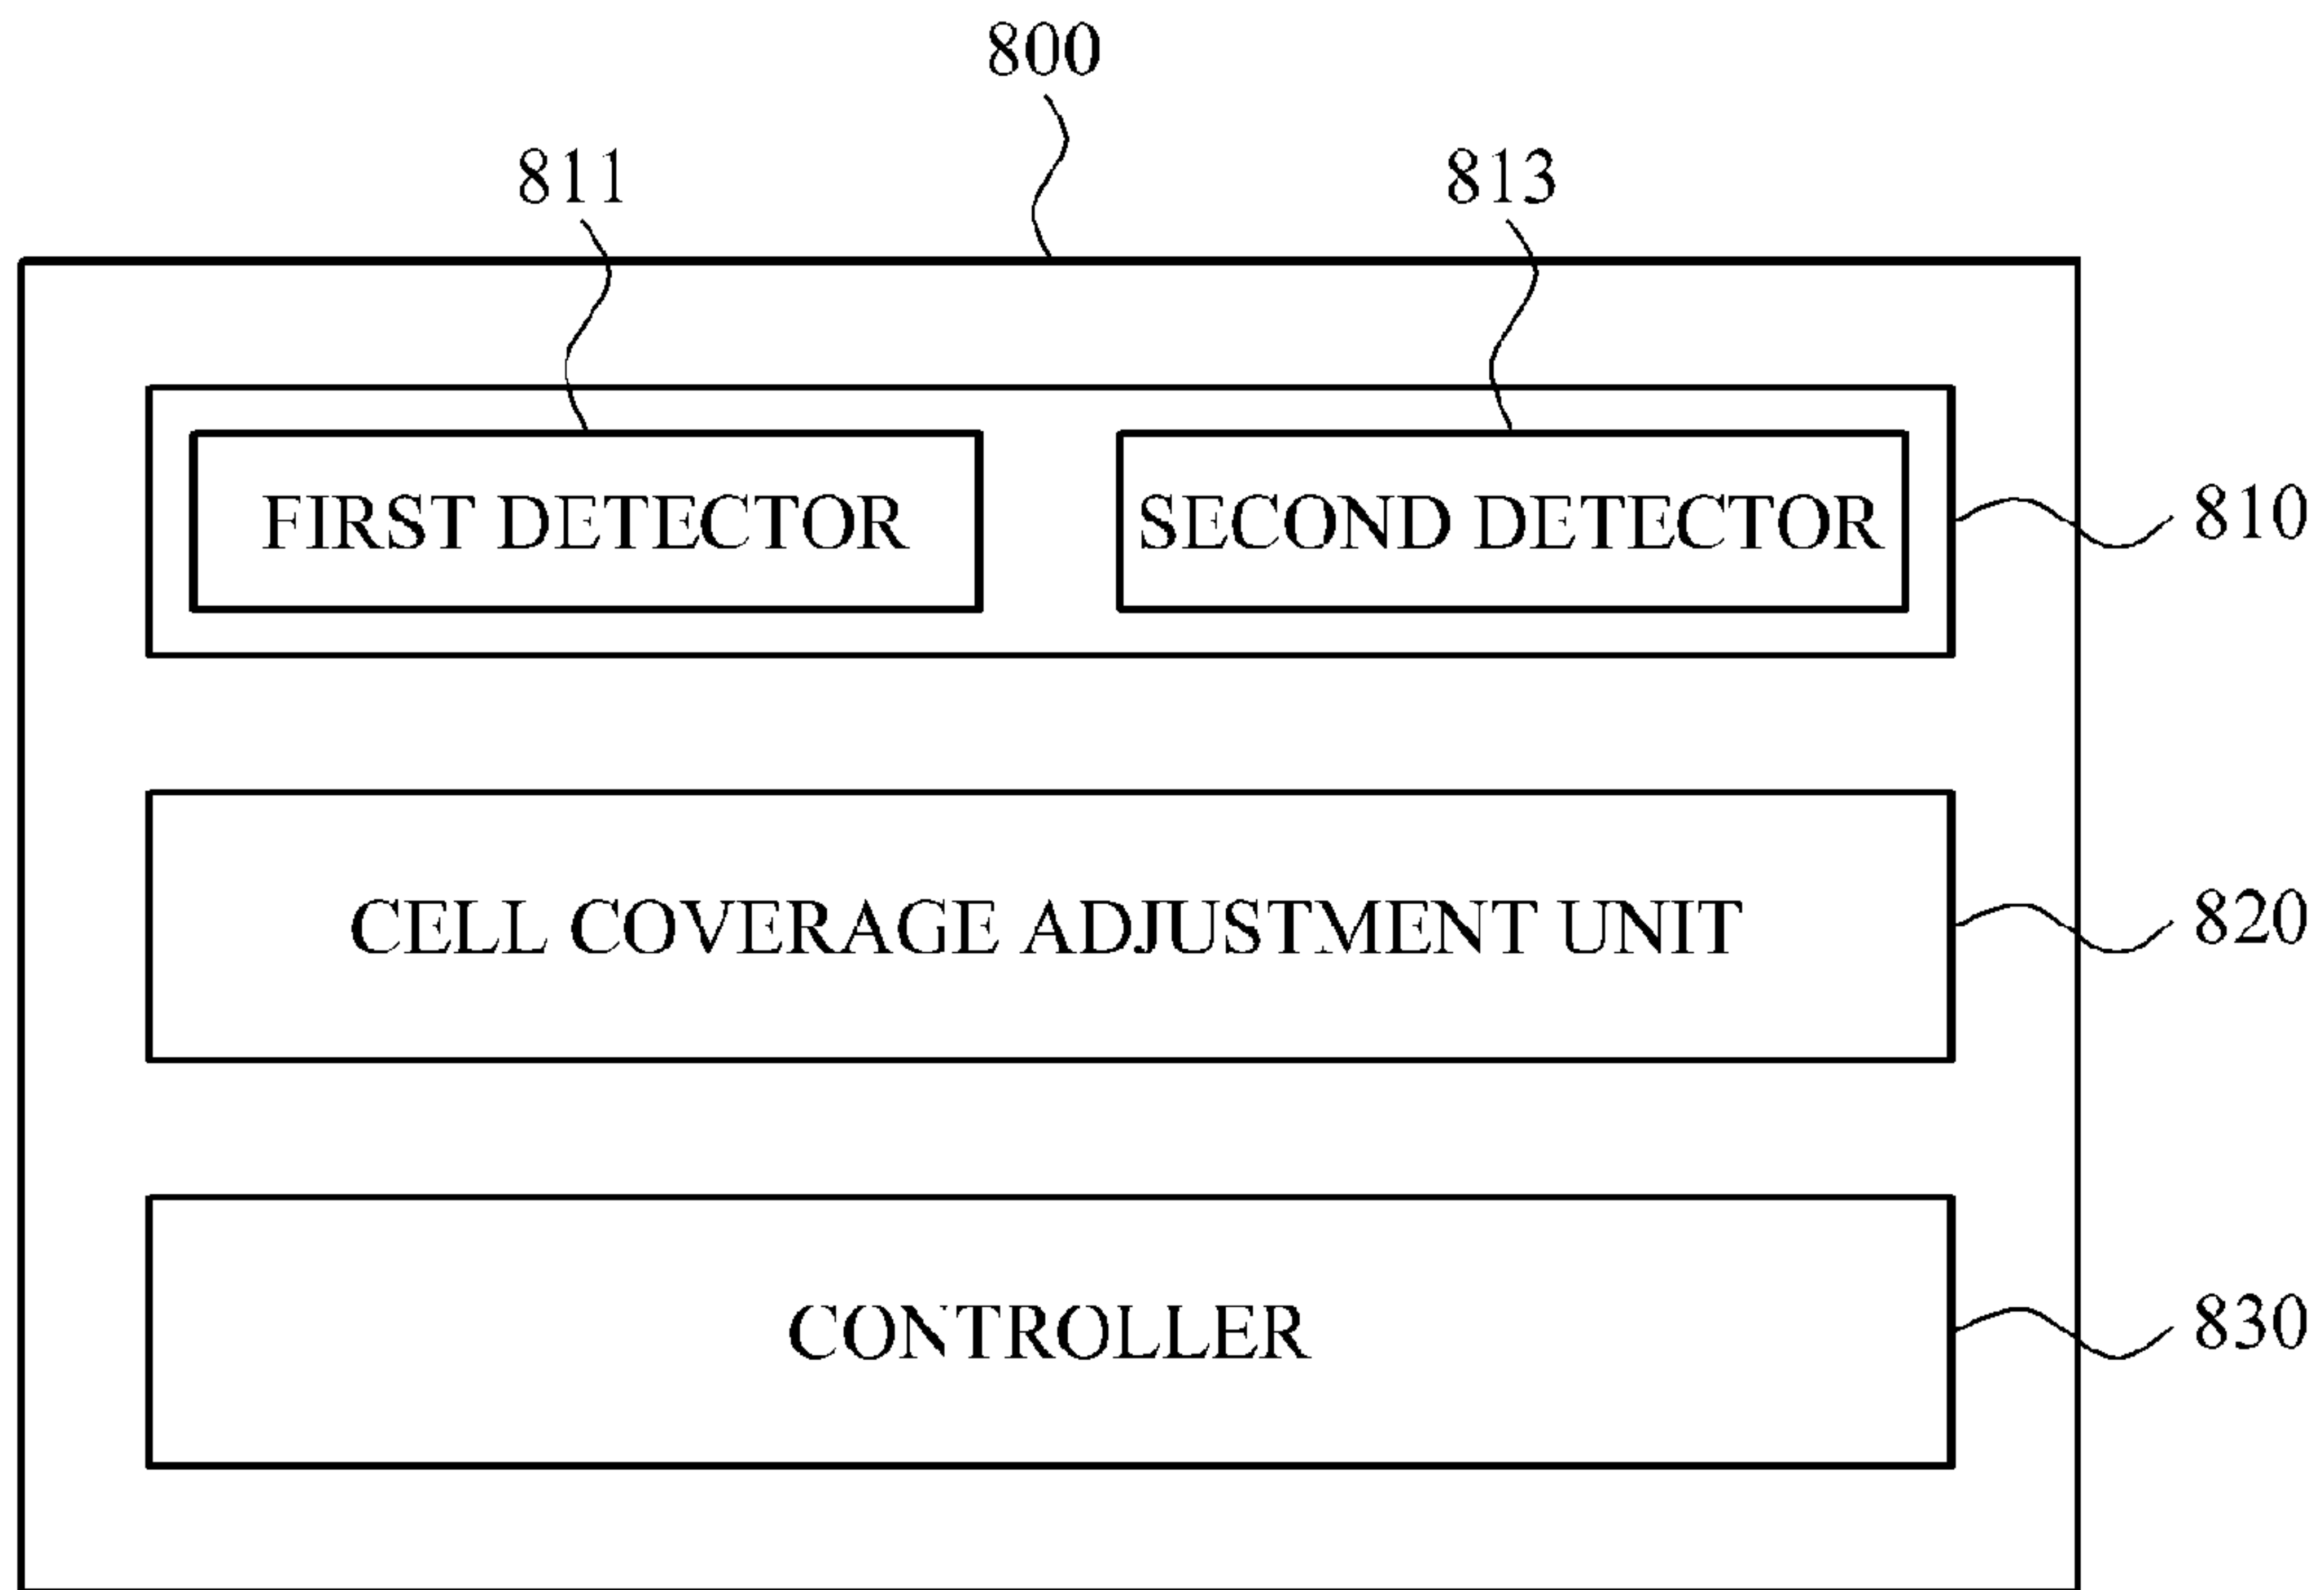 800
811
813
FIRST DETECTOR
SECOND DETECTOR
810
CELL COVERAGE ADJUSTMENT UNIT
820
CONTROLLER
830